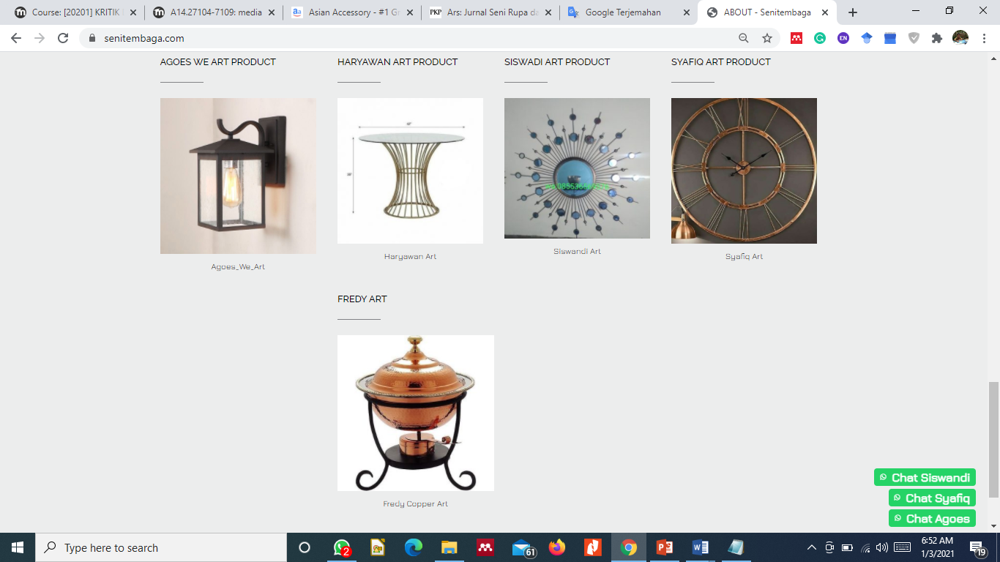 Course: [20201] KRITIK
A14.27104-7109: media
Asian Accessory - #1 Gr
PKP
Ars: Jurnal Seni Rupa da
Google Terjemahan
ABOUT - Senitembaga
senitembaga.com
EN
AGOES WE ART PRODUCT
HARYAWAN ART PRODUCT
SISWADI ART PRODUCT
SYAFIQ ART PRODUCT
Agoes_We_Art
Haryawan Art
Siswandi Art
Syafiq Art
FREDY ART
Fredy Copper Art
Chat Siswandi
Chat Syafiq
Chat Agoes
Type here to search
2
61
6:52 AM
1/3/2021
19